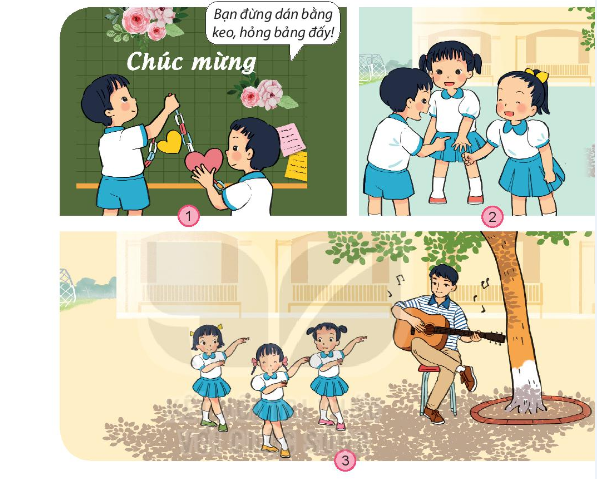 Bạn đừng dán bằng
keo, hỏng bảng đấy!
Chúc mừng
1
2
3